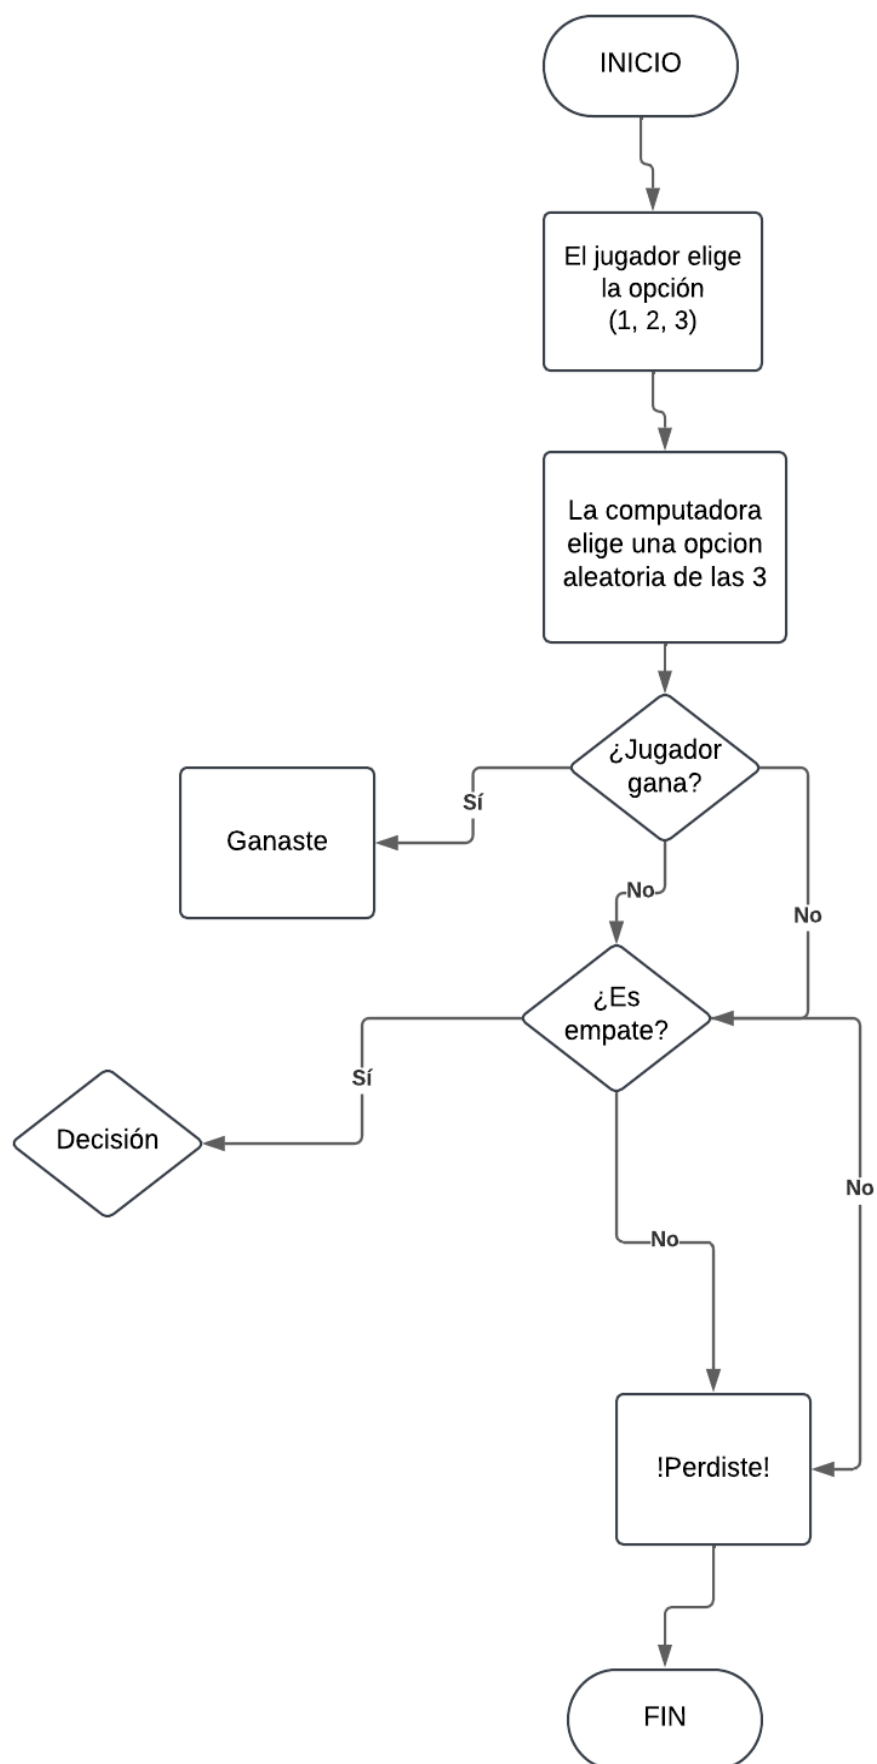 INICIO
El jugador elige
la opción
(1, 2, 3)
La computadora
elige una opcion
aleatoria de las 3
¿Jugador
gana?
Sí
Ganaste
No
No
¿Es
empate?
Sí
Decisión
No
No
!Perdiste!
FIN